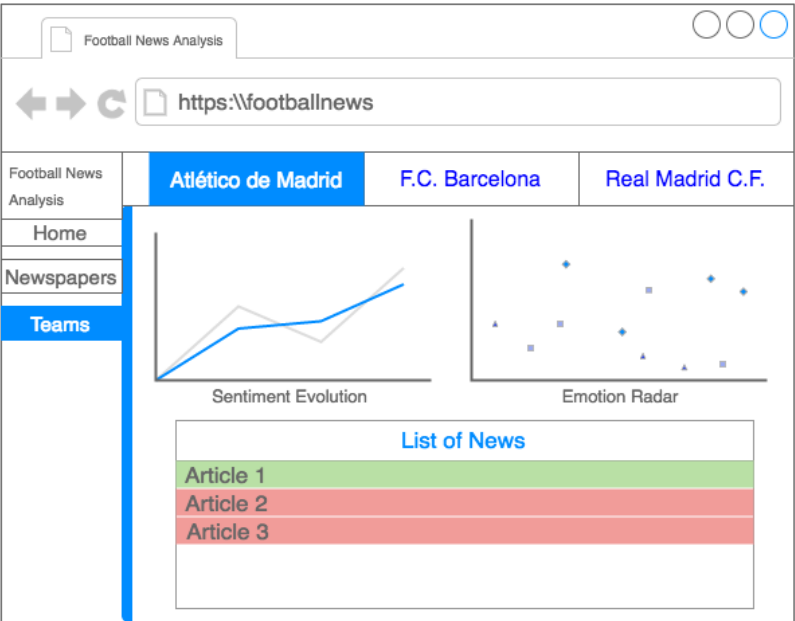 Football News Analysis
https:\\footballnews
Football News
Analysis
Home
Newspapers
Teams
Atlético de Madrid
F.C. Barcelona
Real Madrid C.F.
Sentiment Evolution
Emotion Radar
List of News
Article 1
Article 2
Article 3